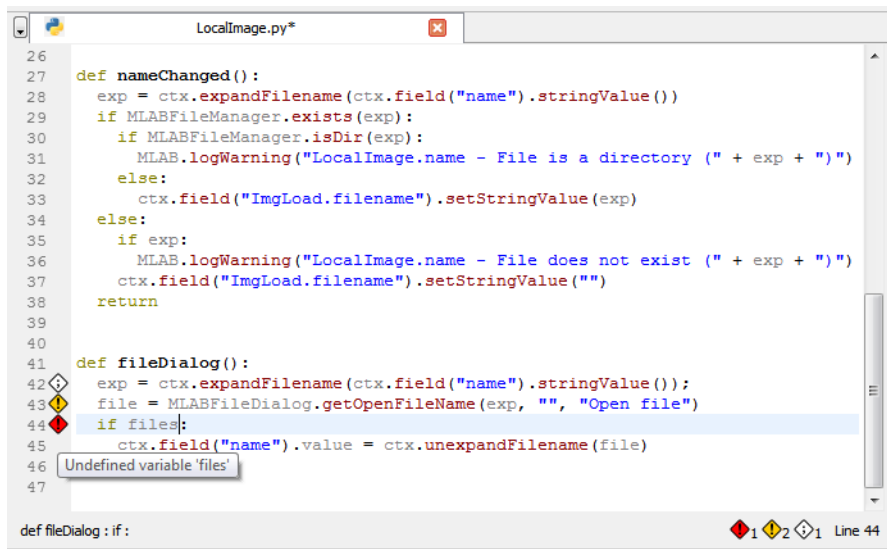 LocalImage.py*
26
27 def nameChanged():
28   exp = ctx.expandFilename(ctx.field("name").stringValue())
29   if MLABFileManager.exists(exp):
30     if MLABFileManager.isDir(exp):
31       MLAB.logWarning("LocalImage.name - File is a directory (" + exp + ")")
32     else:
33       ctx.field("ImgLoad.filename").setStringValue(exp)
34   else:
35     if exp:
36       MLAB.logWarning("LocalImage.name - File does not exist (" + exp + ")")
37     ctx.field("ImgLoad.filename").setStringValue("")
38   return
39
40
41 def fileDialog():
42   exp = ctx.expandFilename(ctx.field("name").stringValue());
43   file = MLABFileDialog.getOpenFileName(exp, "", "Open file")
44   if files:
45     ctx.field("name").value = ctx.unexpandFilename(file)
46 Undefined variable 'files'
47
def fileDialog : if : 1 2 1 Line 44